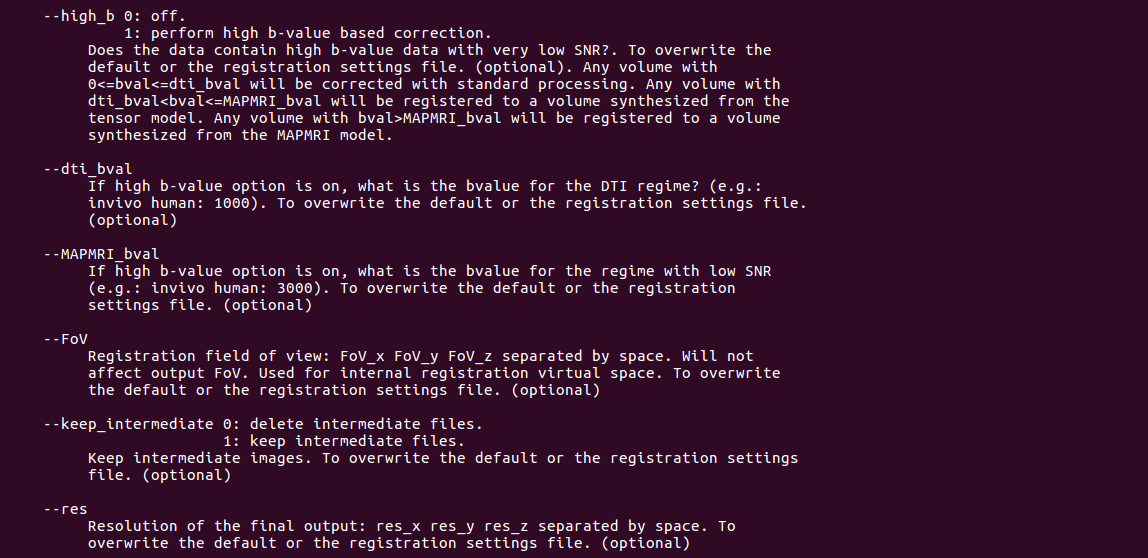 --high_b 0: off.
1: perform high b-value based correction.
Does the data contain high b-value data with very low SNR?. To overwrite the
default or the registration settings file. (optional). Any volume with
0<=bval<=dti_bval will be corrected with standard processing. Any volume with
dti_bval<bval<=MAPMRI_bval will be registered to a volume synthesized from the
tensor model. Any volume with bval>MAPMRI_bval will be registered to a volume
synthesized from the MAPMRI model.
--dti_bval
If high b-value option is on, what is the bvalue for the DTI regime? (e.g.:
invivo human: 1000). To overwrite the default or the registration settings file.
(optional)
--MAPMRI_bval
If high b-value option is on, what is the bvalue for the regime with low SNR
(e.g.: invivo human: 3000). To overwrite the default or the registration
settings file. (optional)
--FoV
Registration field of view: FoV_x FoV_y FoV_z separated by space. Will not
affect output FoV. Used for internal registration virtual space. To overwrite
the default or the registration settings file. (optional)
--keep_intermediate 0: delete intermediate files.
1: keep intermediate files.
Keep intermediate images. To overwrite the default or the registration settings
file. (optional)
--res
Resolution of the final output: res_x res_y res_z separated by space. To
overwrite the default or the registration settings file. (optional)